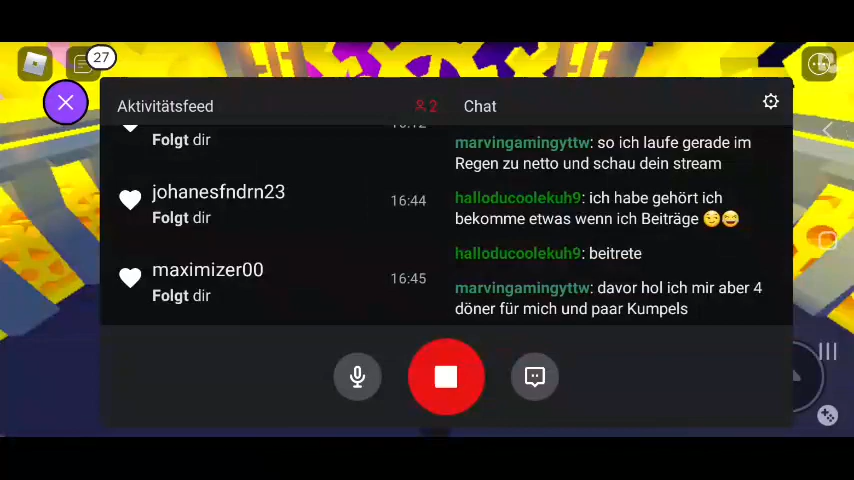 27
Aktivitätsfeed
2
Chat
Folgt dir
johanesfndrn23
16:44
Folgt dir
maximizer00
16:45
Folgt dir
marvingamingyttw: so ich laufe gerade im
Regen zu netto und schau dein stream
halloducoolekuh9: ich habe gehört ich
bekomme etwas wenn ich Beiträge 😏😂
halloducoolekuh9: beitrete
marvingamingyttw: davor hol ich mir aber 4
döner für mich und paar Kumpels